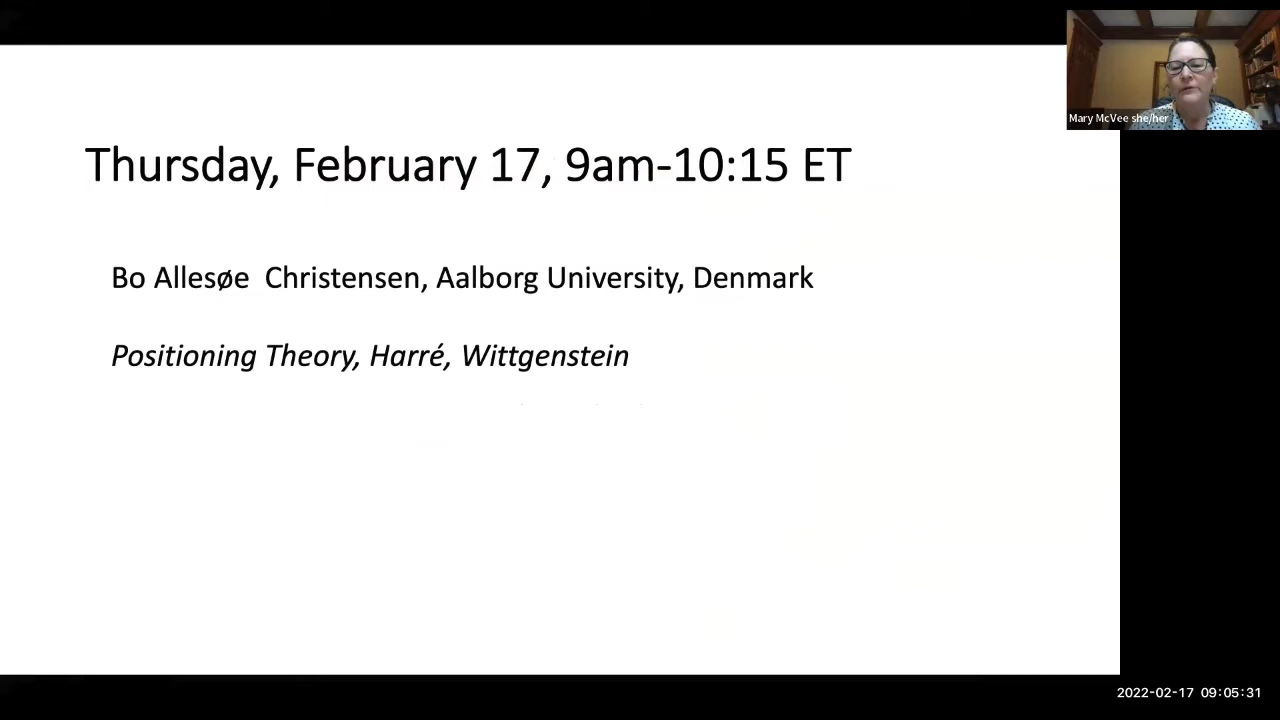 Thursday, February 17, 9am-10:15 ET
Bo Allesøe  Christensen, Aalborg University, Denmark
Positioning Theory, Harré, Wittgenstein
Mary McVee she/her
2022-02-17 09:05:31